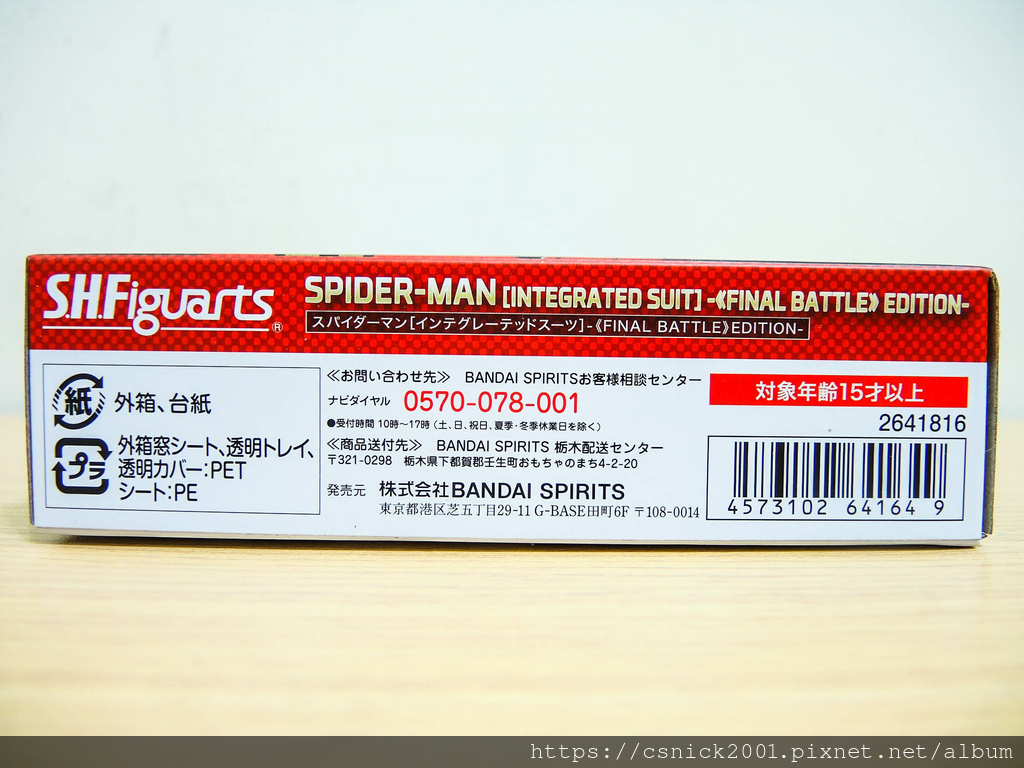 S.H.Figuarts®
SPIDER-MAN [INTEGRATED SUIT] -《FINAL BATTLE》 EDITION-
スパイダーマン[インテグレーテッドスーツ]-《FINAL BATTLE》EDITION-
紙
外箱、台紙
プラ
外箱窓シート、透明トレイ、
透明カバー:PET
シート:PE
≪お問い合わせ先≫ BANDAI SPIRITSお客様相談センター
ナビダイヤル 0570-078-001
●受付時間 10時~17時(土、日、祝日、夏季・冬季休業日を除く)
≪商品送付先≫ BANDAI SPIRITS 栃木配送センター
〒321-0298 栃木県下都賀郡壬生町おもちゃのまち4-2-20
発売元 株式会社BANDAI SPIRITS
東京都港区芝五丁目29-11 G-BASE田町6F 〒108-0014
対象年齢15才以上
2641816
4573102 64164 9
https://csnick2001.pixnet.net/album